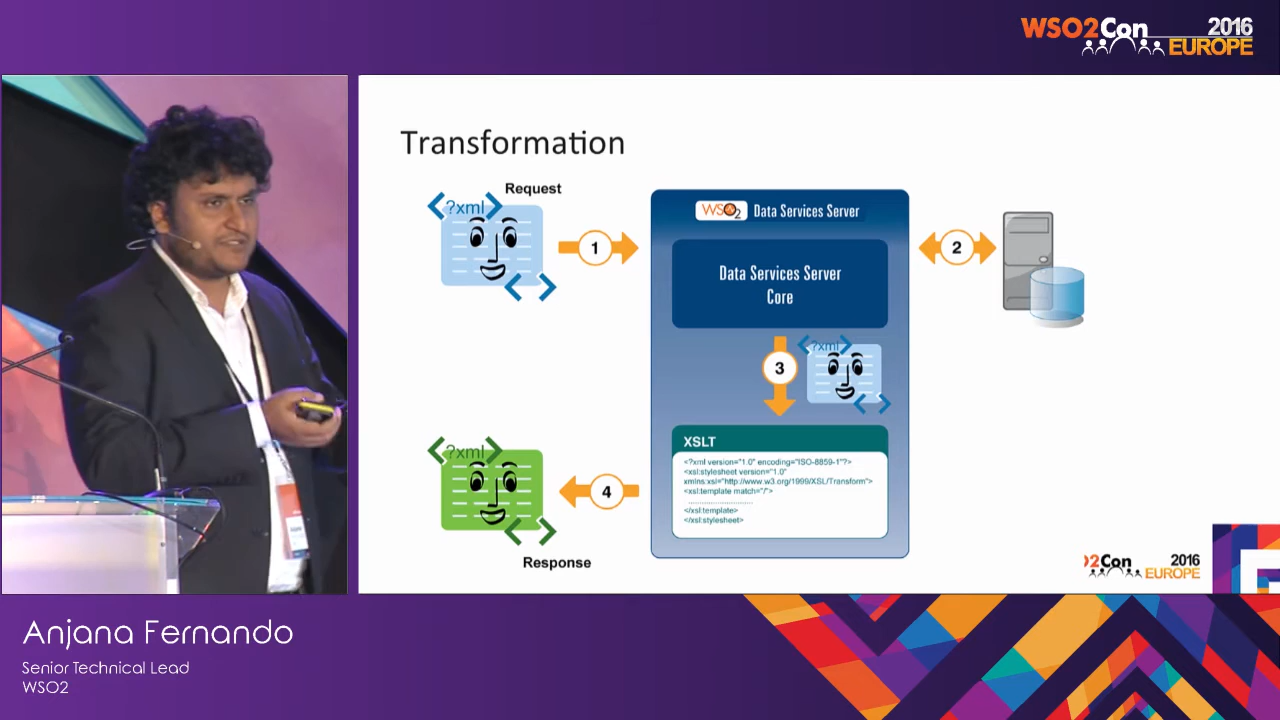 WSO2Con 2016
EUROPE
Transformation
Request
<?xml>
< >
1
WSO2 Data Services Server
Data Services Server
Core
2
3
<?xml>
< >
XSLT
<?xml version="1.0" encoding="ISO-8859-1"?>
<xsl:stylesheet version="1.0"
xmlns:xsl="http://www.w3.org/1999/XSL/Transform">
<xsl:template match="/">
......................
</xsl:template>
</xsl:stylesheet>
<?xml>
< >
4
Response
O2Con 2016
EUROPE
Anjana Fernando
Senior Technical Lead
WSO2